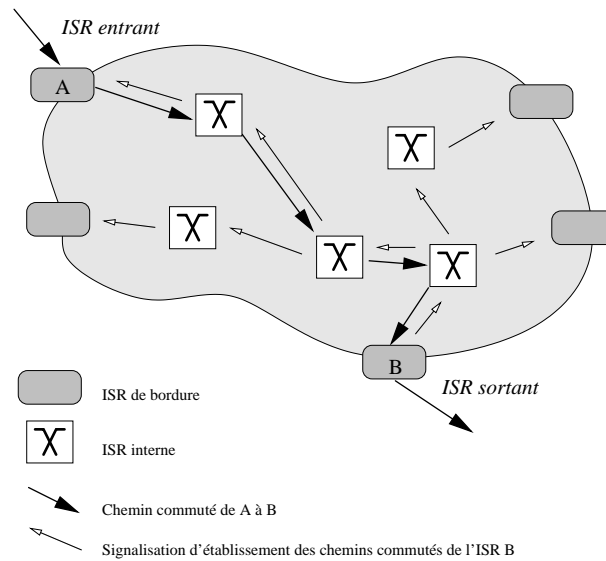 ISR entrant
A
B
ISR sortant
ISR de bordure
ISR interne
Chemin commuté de A à B
Signalisation d'établissement des chemins commutés de l'ISR B